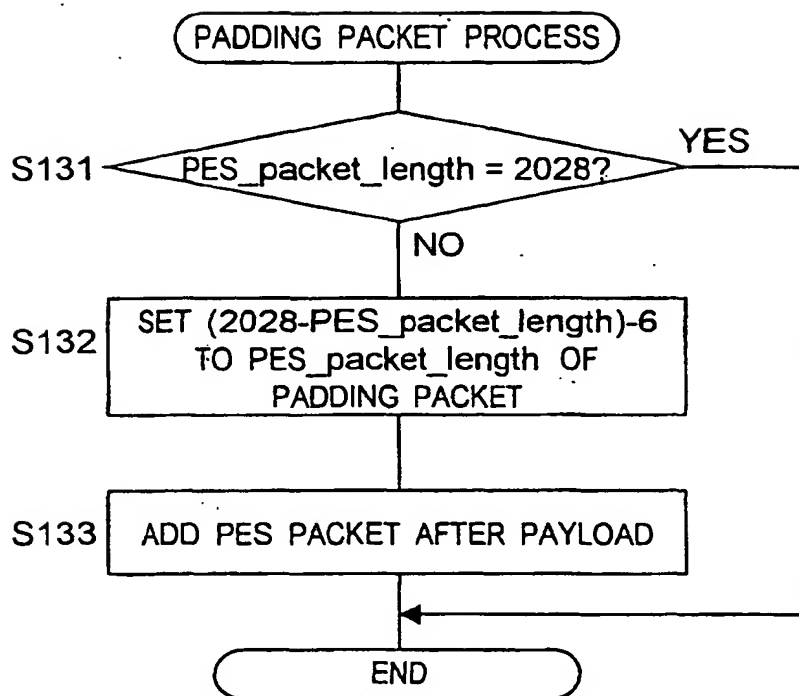 PADDING PACKET PROCESS
S131
PES_packet_length = 2028?
YES
NO
S132
SET (2028-PES_packet_length)-6
TO PES_packet_length OF
PADDING PACKET
S133
ADD PES PACKET AFTER PAYLOAD
END